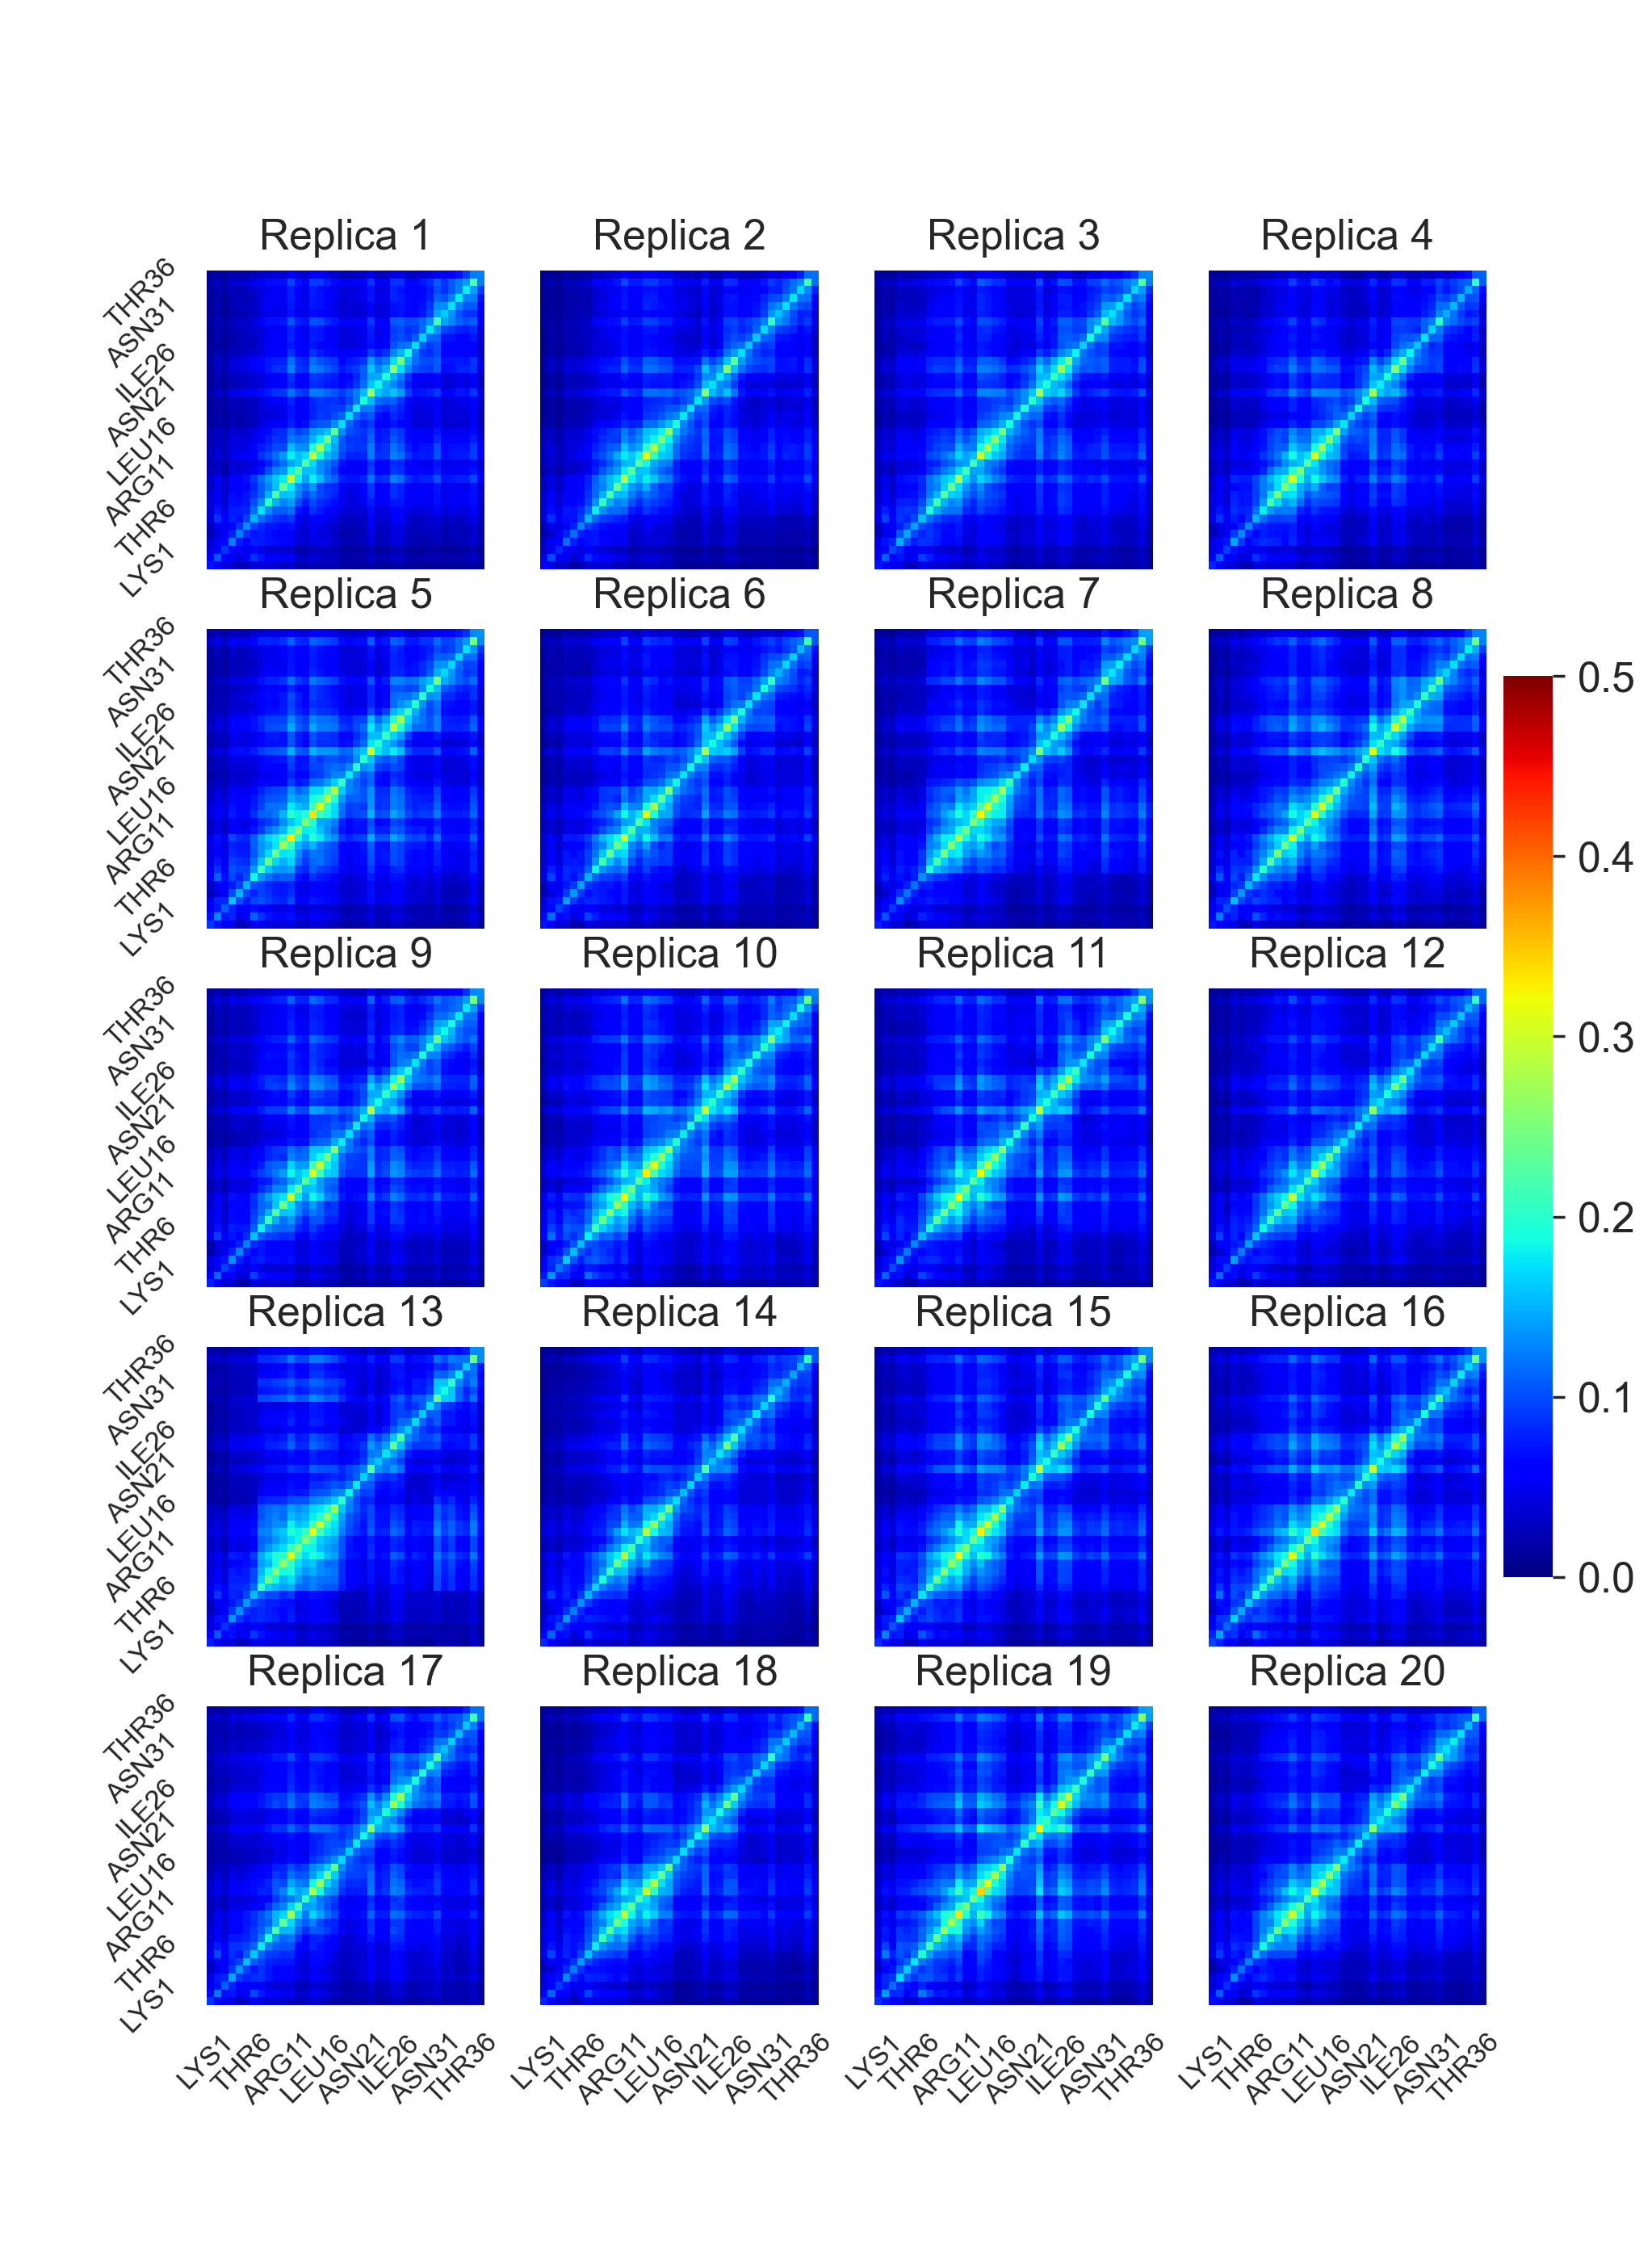 Replica 1 Replica 2 Replica 3 Replica 4
THR36
ASN31
ILE26
ASN21
LEU16
ARG11
THR6
LYS1
Replica 5 Replica 6 Replica 7 Replica 8
THR36
ASN31
ILE26
ASN21
LEU16
ARG11
THR6
LYS1
0.5
0.4
0.3
0.2
0.1
0.0
Replica 9 Replica 10 Replica 11 Replica 12
THR36
ASN31
ILE26
ASN21
LEU16
ARG11
THR6
LYS1
Replica 13 Replica 14 Replica 15 Replica 16
THR36
ASN31
ILE26
ASN21
LEU16
ARG11
THR6
LYS1
Replica 17 Replica 18 Replica 19 Replica 20
THR36
ASN31
ILE26
ASN21
LEU16
ARG11
THR6
LYS1
LYS1 THR6 ARG11 LEU16 ASN21 ILE26 ASN31 THR36
LYS1 THR6 ARG11 LEU16 ASN21 ILE26 ASN31 THR36
LYS1 THR6 ARG11 LEU16 ASN21 ILE26 ASN31 THR36
LYS1 THR6 ARG11 LEU16 ASN21 ILE26 ASN31 THR36